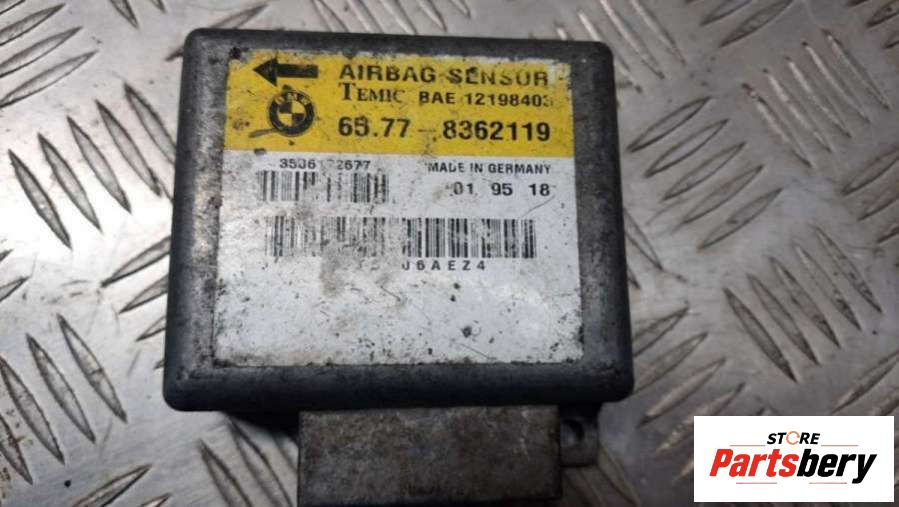 AIRBAG SENSOR
TEMIC BAE 12198403
65.77 - 8362119
MADE IN GERMANY
01 95 18
J6AEZ4
STORE
Partsbery